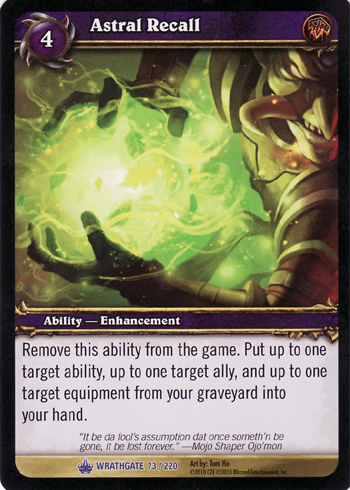 4
Astral Recall
Ability — Enhancement
Remove this ability from the game. Put up to one
target ability, up to one target ally, and up to one
target equipment from your graveyard into
your hand.
"It be da fool's assumption dat once someth'n be
gone, it be lost forever." —Mojo Shaper Ojo'mon
WRATHGATE 73/220
Art by: Tom Ho
©2010 CZE ©2010 Blizzard Entertainment, Inc.